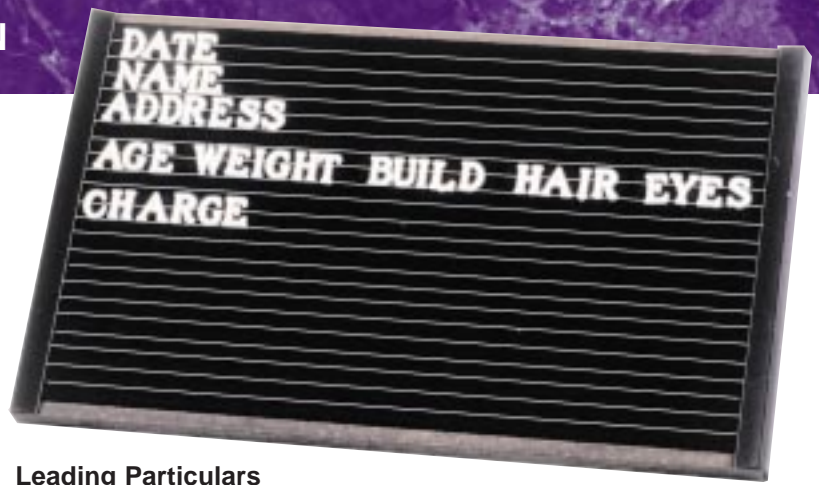 DATE
NAME
ADDRESS
AGE WEIGHT BUILD HAIR EYES
CHARGE
Leading Particulars